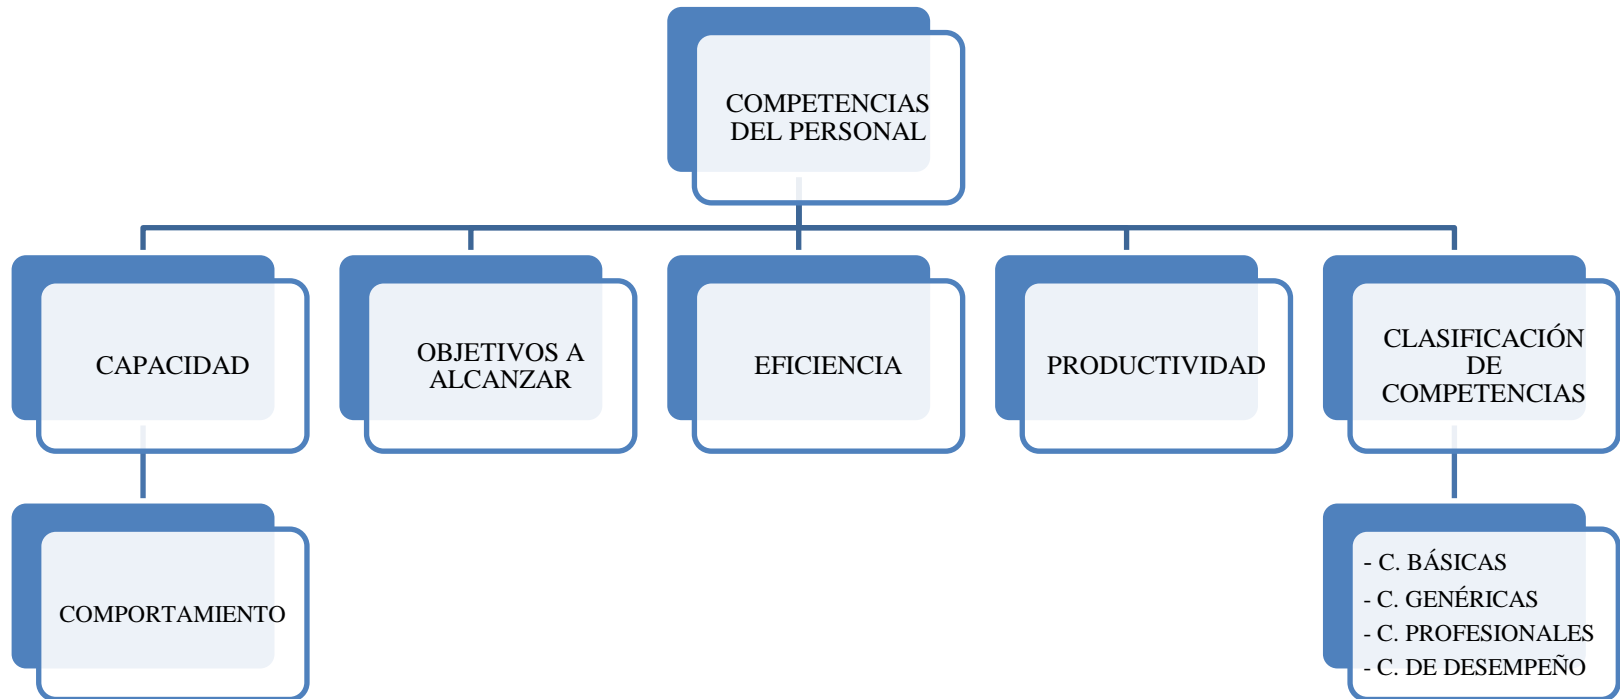 COMPETENCIAS
DEL PERSONAL
CAPACIDAD
OBJETIVOS A
ALCANZAR
EFICIENCIA
PRODUCTIVIDAD
CLASIFICACIÓN
DE
COMPETENCIAS
COMPORTAMIENTO
- C. BÁSICAS
- C. GENÉRICAS
- C. PROFESIONALES
- C. DE DESEMPEÑO